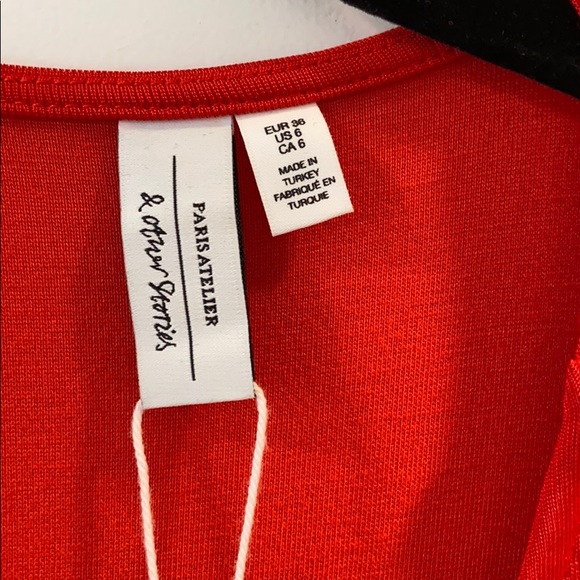 PARIS ATELIER
& Other Stories
EUR 36
US 6
CA 6
MADE IN
TURKEY
FABRIQUÉ EN
TURQUIE